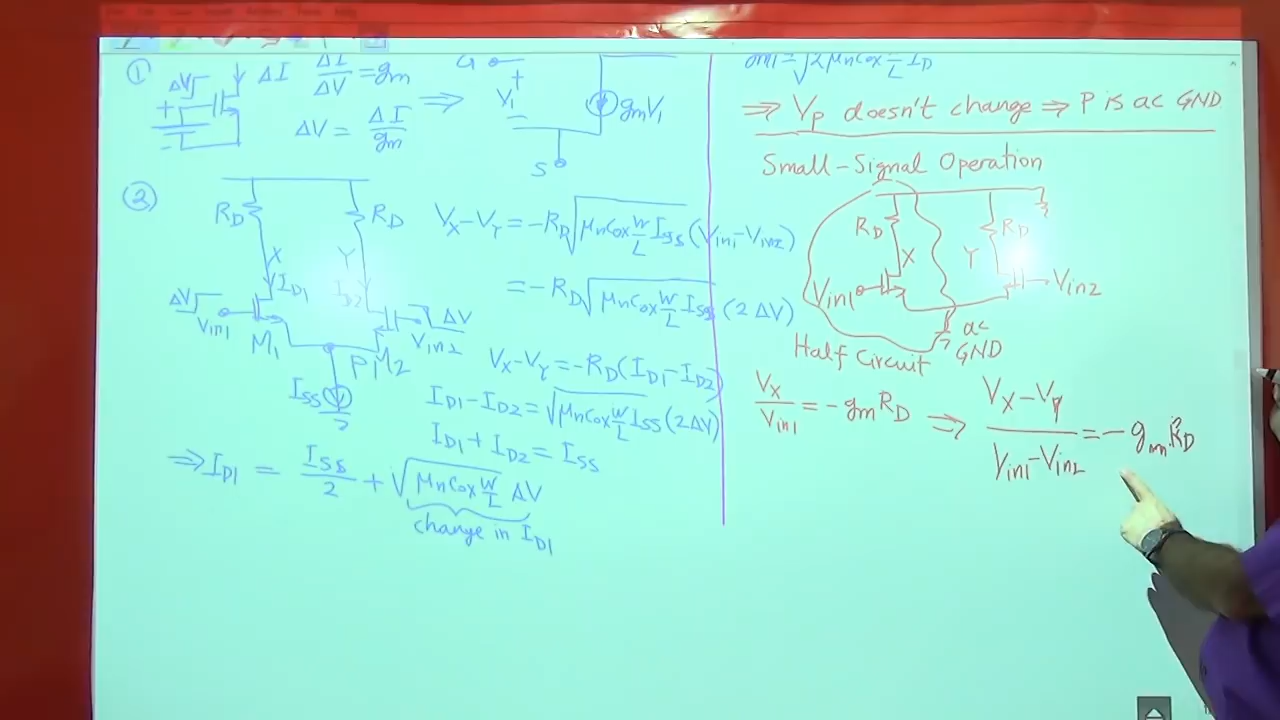 ① ΔV ΔI ΔI/ΔV = gm
ΔV = ΔI/gm
⇒ G + V1 − gmV1
S
②
RD RD
X Y
ΔV ID1 ID2 ΔV
Vin1 Vin2
M1 P M2
ISS
VX−VY = −RD√(μnCox W/L ISS) (Vin1−Vin2)
= −RD√(μnCox W/L ISS) (2ΔV)
VX−VY = −RD(ID1−ID2)
ID1−ID2 = √(μnCox W/L ISS) (2ΔV)
ID1 + ID2 = ISS
⇒ ID1 = ISS/2 + √(μnCox W/L) ΔV
change in ID1
gm1 = √(2μnCox W/L ID)
⇒ Vp doesn't change ⇒ P is ac GND
Small-Signal Operation
RD RD
X Y
Vin1 Vin2
ac
GND
Half Circuit
VX/Vin1 = −gmRD ⇒ (VX−VY)/(Vin1−Vin2) = −gmRD